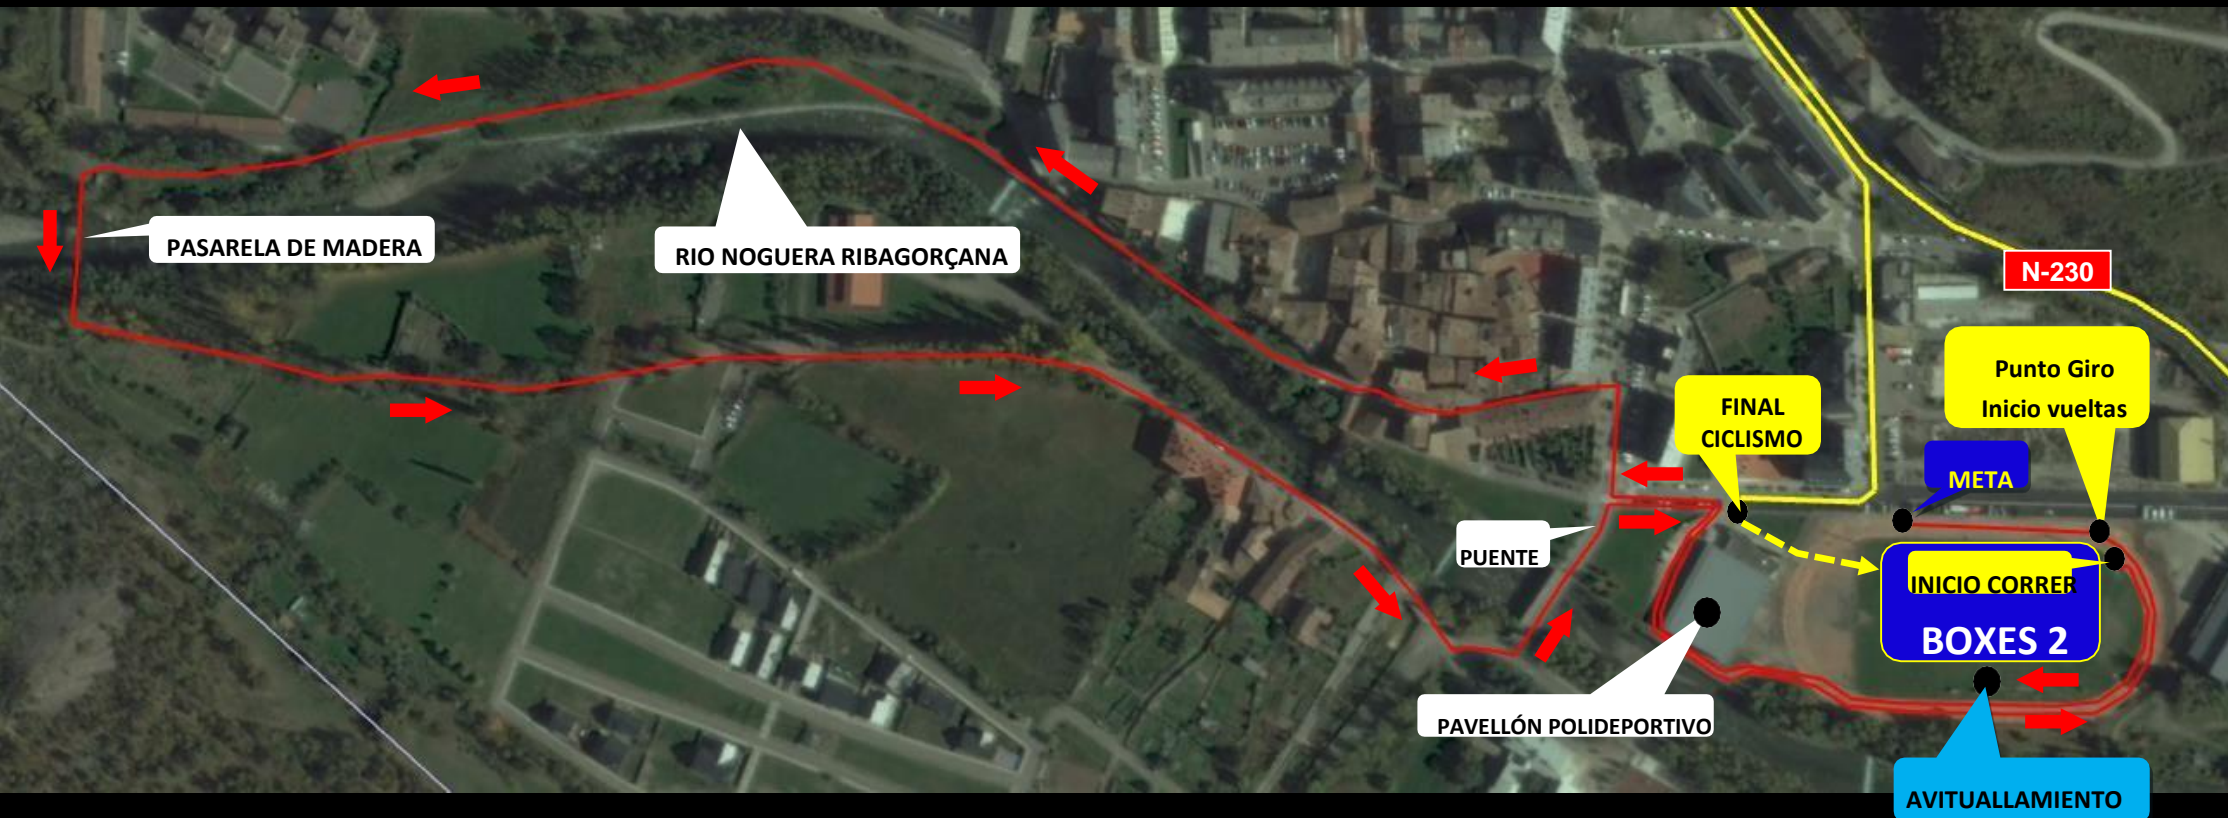 PASARELA DE MADERA
RIO NOGUERA RIBAGORÇANA
N-230
Punto Giro
Inicio vueltas
FINAL
CICLISMO
META
PUENTE
INICIO CORRER
BOXES 2
PAVELLÓN POLIDEPORTIVO
AVITUALLAMIENTO